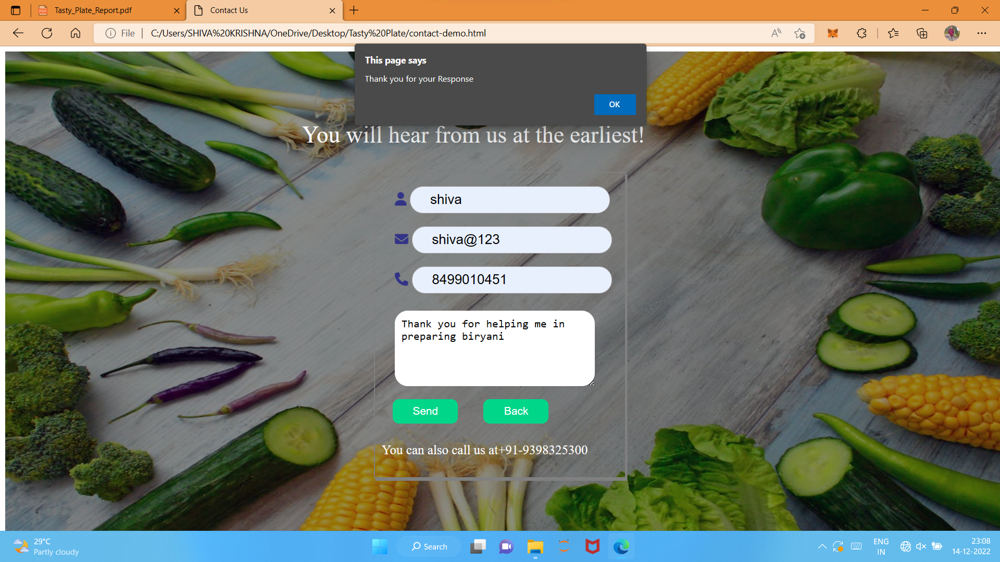 Tasty_Plate_Report.pdf
Contact Us
File
C:/Users/SHIVA%20KRISHNA/OneDrive/Desktop/Tasty%20Plate/contact-demo.html
This page says
Thank you for your Response
OK
You will hear from us at the earliest!
shiva
shiva@123
8499010451
Thank you for helping me in
preparing biryani
Send
Back
You can also call us at+91-9398325300
29°C
Partly cloudy
Search
ENG
IN
23:08
14-12-2022